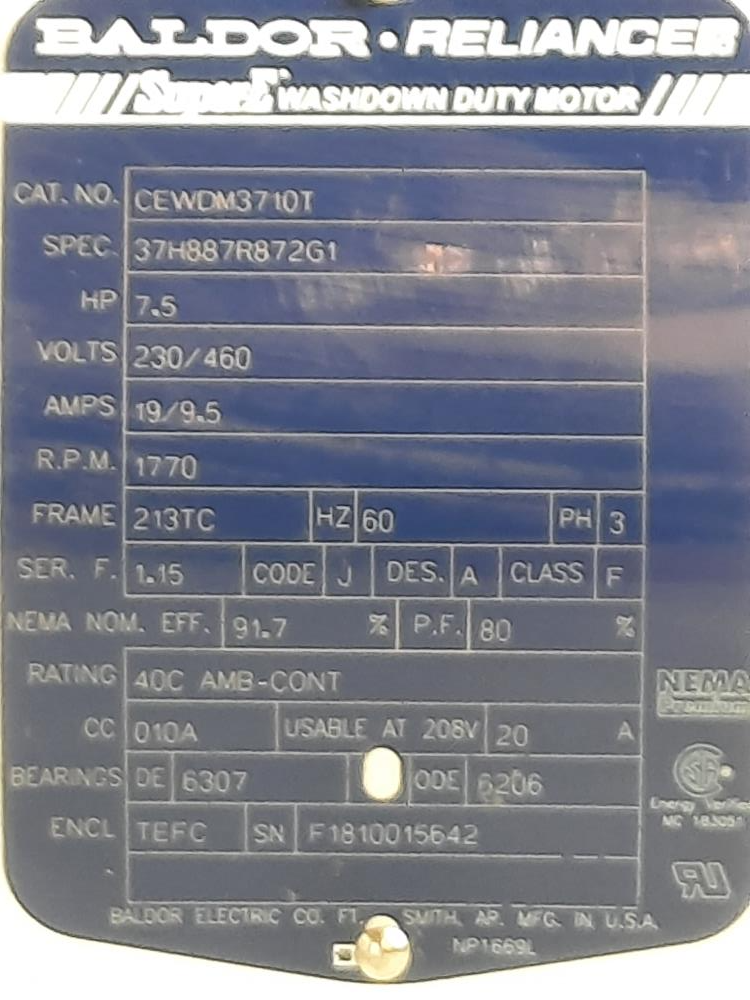 BALDOR • RELIANCER
Super-E WASHDOWN DUTY MOTOR
CAT. NO. CEWDM3710T
SPEC. 37H887R872G1
HP 7.5
VOLTS 230/460
AMPS 19/9.5
R.P.M. 1770
FRAME 213TC HZ 60 PH 3
SER. F. 1.15 CODE J DES. A CLASS F
NEMA NOM. EFF. 91.7 % P.F. 80 %
RATING 40C AMB-CONT
NEMA
Premium
CC 010A USABLE AT 208V 20 A
BEARINGS DE 6307 ODE 6206
Energy
ENCL TEFC SN F1810015642
BALDOR ELECTRIC CO. FT. SMITH, AR. MFG. IN U.S.A.
NP1669L